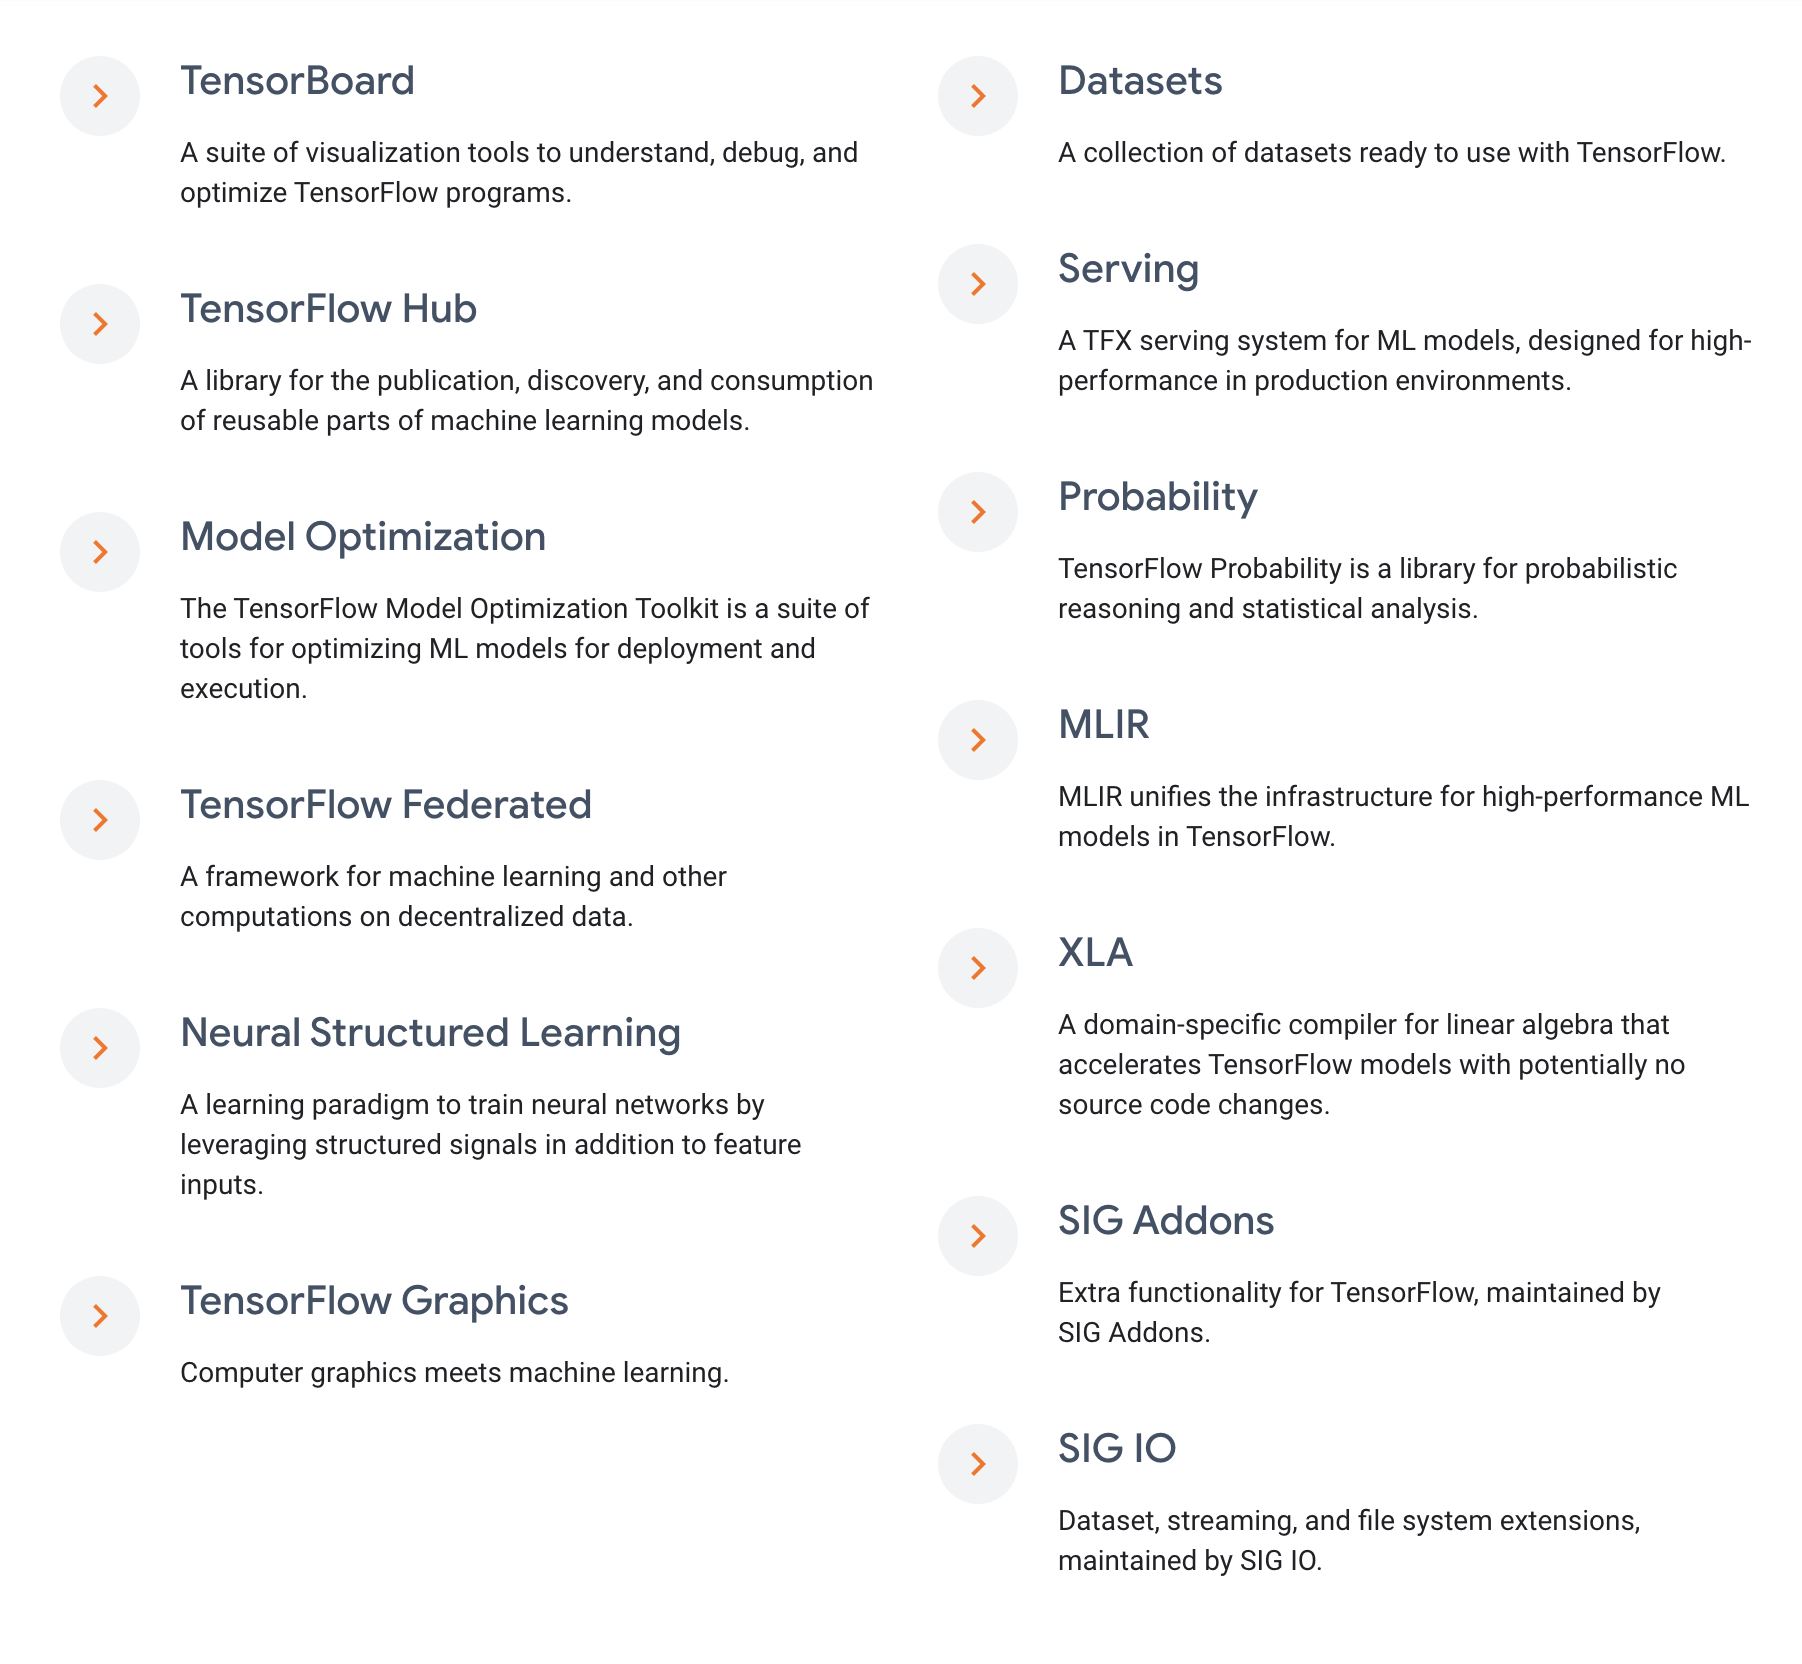 TensorBoard
A suite of visualization tools to understand, debug, and
optimize TensorFlow programs.
TensorFlow Hub
A library for the publication, discovery, and consumption
of reusable parts of machine learning models.
Model Optimization
The TensorFlow Model Optimization Toolkit is a suite of
tools for optimizing ML models for deployment and
execution.
TensorFlow Federated
A framework for machine learning and other
computations on decentralized data.
Neural Structured Learning
A learning paradigm to train neural networks by
leveraging structured signals in addition to feature
inputs.
TensorFlow Graphics
Computer graphics meets machine learning.
Datasets
A collection of datasets ready to use with TensorFlow.
Serving
A TFX serving system for ML models, designed for high-
performance in production environments.
Probability
TensorFlow Probability is a library for probabilistic
reasoning and statistical analysis.
MLIR
MLIR unifies the infrastructure for high-performance ML
models in TensorFlow.
XLA
A domain-specific compiler for linear algebra that
accelerates TensorFlow models with potentially no
source code changes.
SIG Addons
Extra functionality for TensorFlow, maintained by
SIG Addons.
SIG IO
Dataset, streaming, and file system extensions,
maintained by SIG IO.